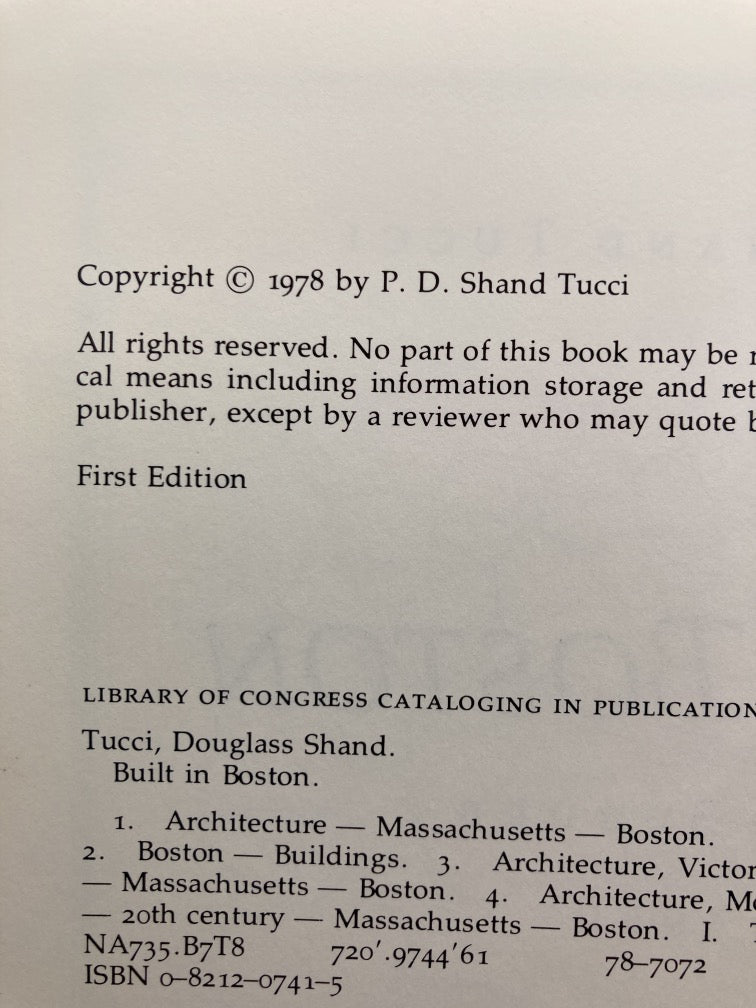 Copyright © 1978 by P. D. Shand Tucci
All rights reserved. No part of this book may be
cal means including information storage and
publisher, except by a reviewer who may quote
First Edition
LIBRARY OF CONGRESS CATALOGING IN PUBLICATION
Tucci, Douglass Shand.
Built in Boston.
1. Architecture — Massachusetts — Boston.
2. Boston — Buildings. 3. Architecture,
— Massachusetts — Boston. 4. Architecture,
— 20th century — Massachusetts — Boston. I.
NA735.B7T8 720'.9744'61 78–7072
ISBN 0–8212–0741–5